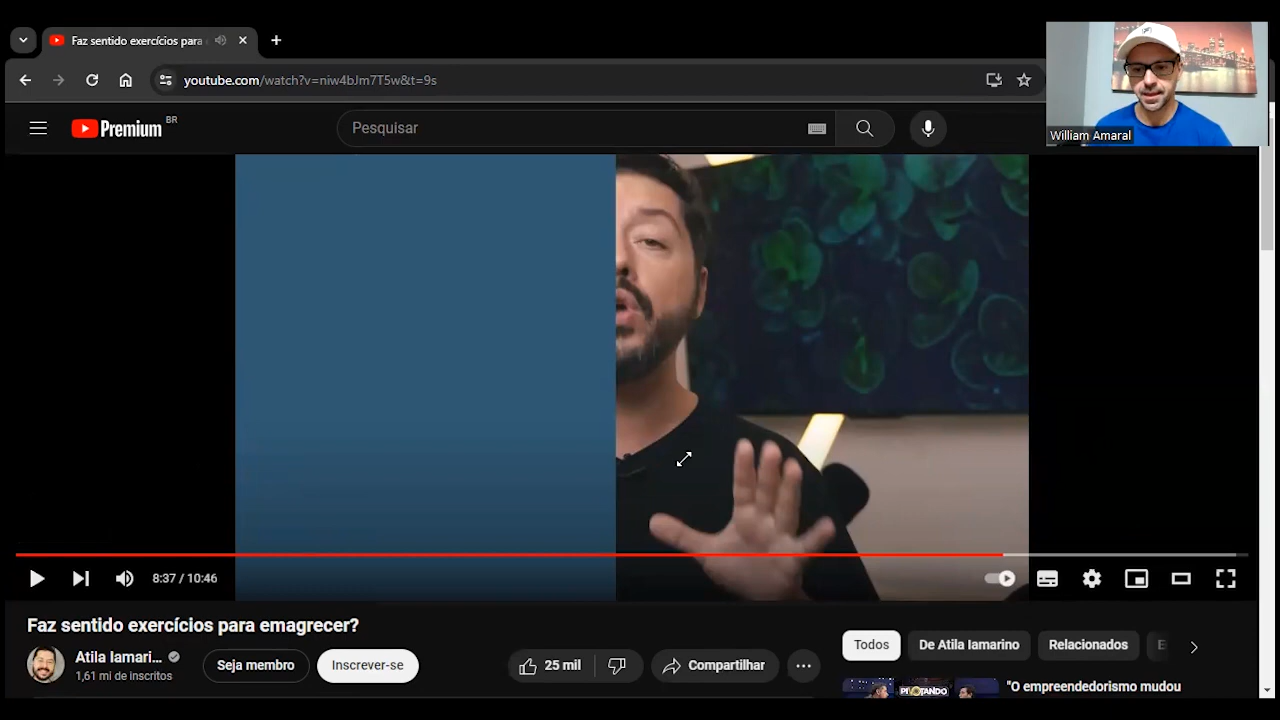 Faz sentido exercícios para
youtube.com/watch?v=niw4bJm7T5w&t=9s
William Amaral
Premium BR
Pesquisar
8:37 / 10:46
Faz sentido exercícios para emagrecer?
Atila Iamari...
1,61 mi de inscritos
Seja membro
Inscrever-se
25 mil
Compartilhar
Todos
De Atila Iamarino
Relacionados
E
PIVOTANDO
"O empreendedorismo mudou